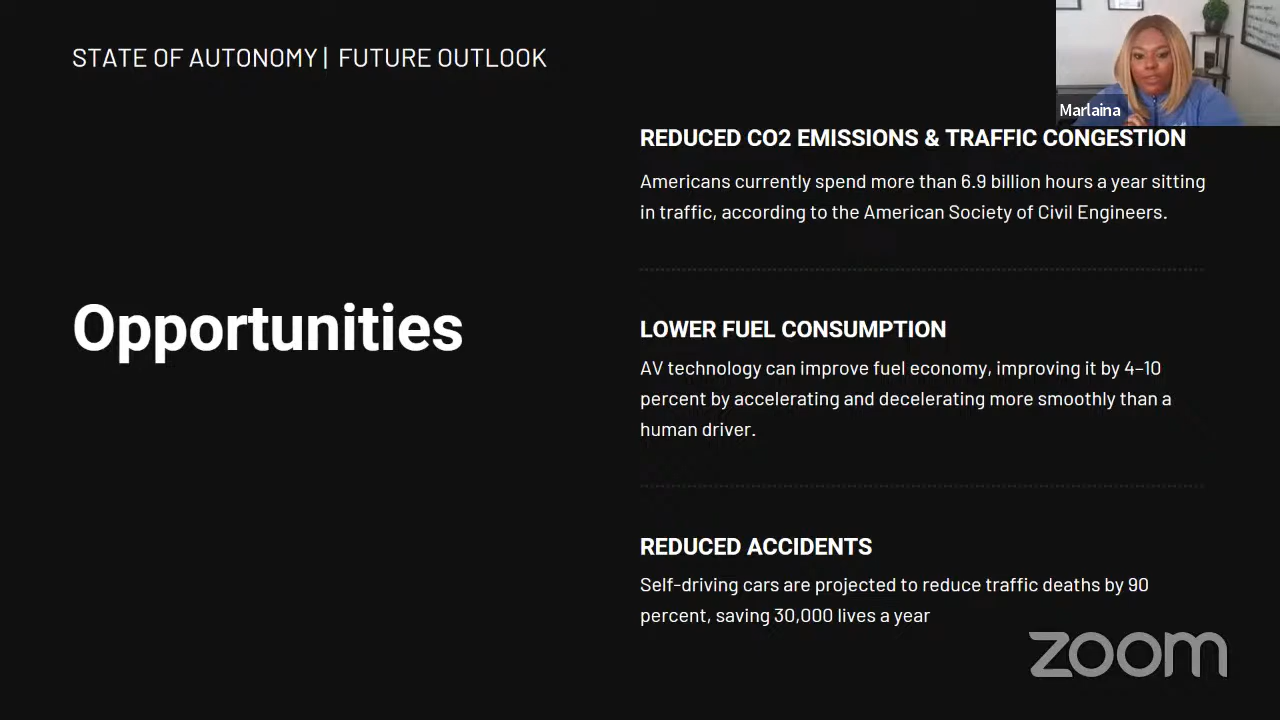 STATE OF AUTONOMY | FUTURE OUTLOOK
Marlaina
REDUCED CO2 EMISSIONS & TRAFFIC CONGESTION
Americans currently spend more than 6.9 billion hours a year sitting
in traffic, according to the American Society of Civil Engineers.
Opportunities
LOWER FUEL CONSUMPTION
AV technology can improve fuel economy, improving it by 4–10
percent by accelerating and decelerating more smoothly than a
human driver.
REDUCED ACCIDENTS
Self-driving cars are projected to reduce traffic deaths by 90
percent, saving 30,000 lives a year
zoom